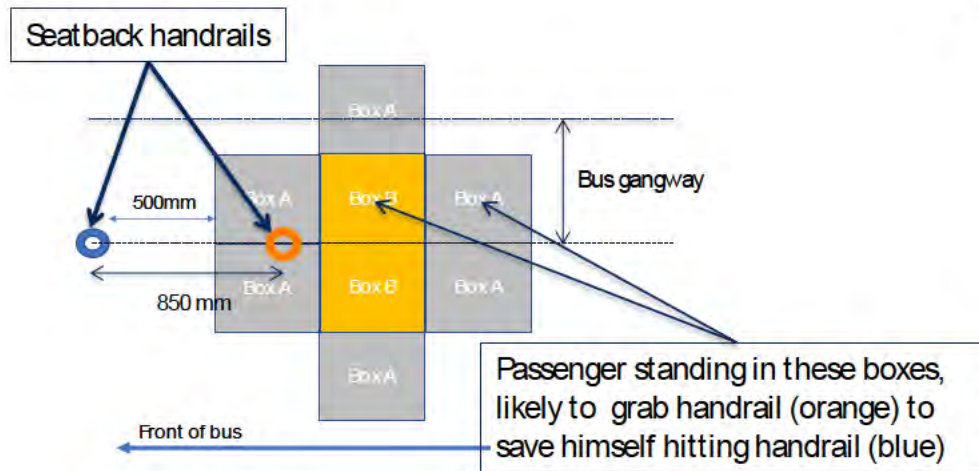 Seatback handrails
Box A
Bus gangway
Box A
Box B
Box A
500mm
850 mm
Box A
Box B
Box A
Box A
Passenger standing in these boxes,
likely to grab handrail (orange) to
save himself hitting handrail (blue)
Front of bus